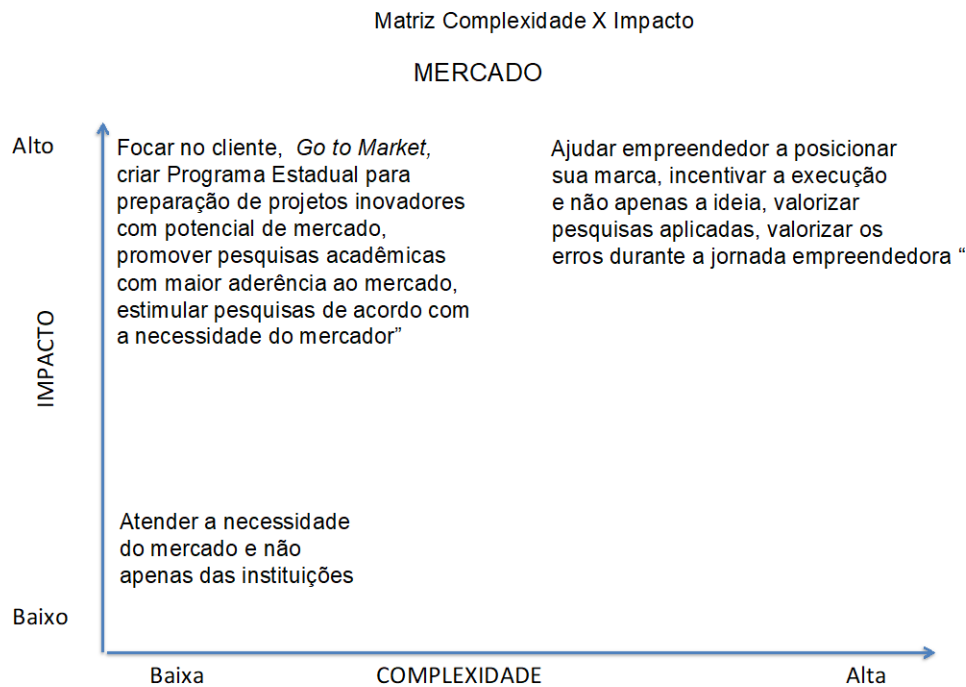 Matriz Complexidade X Impacto
MERCADO
Alto
Focar no cliente, Go to Market,
criar Programa Estadual para
preparação de projetos inovadores
com potencial de mercado,
promover pesquisas acadêmicas
com maior aderência ao mercado,
estimular pesquisas de acordo com
a necessidade do mercador”
Ajudar empreendedor a posicionar
sua marca, incentivar a execução
e não apenas a ideia, valorizar
pesquisas aplicadas, valorizar os
erros durante a jornada empreendedora “
IMPACTO
Atender a necessidade
do mercado e não
apenas das instituições
Baixo
Baixa
COMPLEXIDADE
Alta